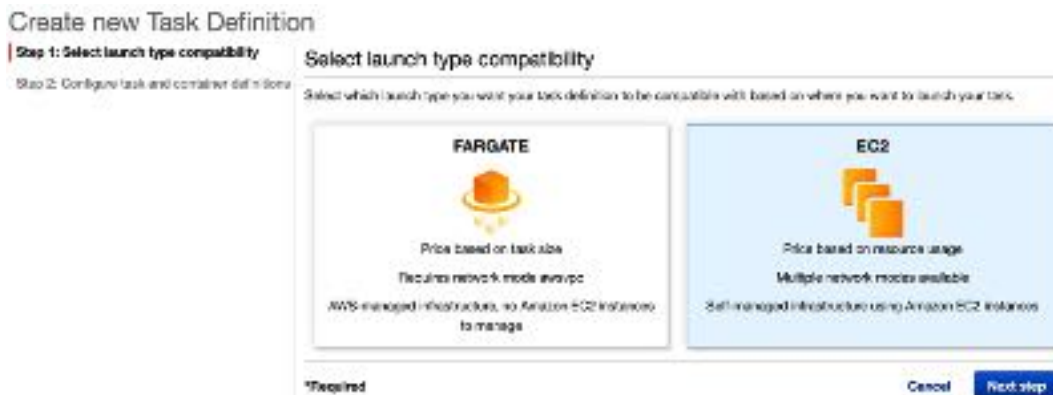 Create new Task Definition
Step 1: Select launch type compatibility
Step 2: Configure task and container definitions
Select launch type compatibility
Select which launch type you want your task definition to be compatible with based on where you want to launch your task.
FARGATE
Price based on task size
Requires network mode awsvpc
AWS-managed infrastructure, no Amazon EC2 instances
to manage
EC2
Price based on resource usage
Multiple network modes available
Self-managed infrastructure using Amazon EC2 instances
*Required
Cancel
Next step